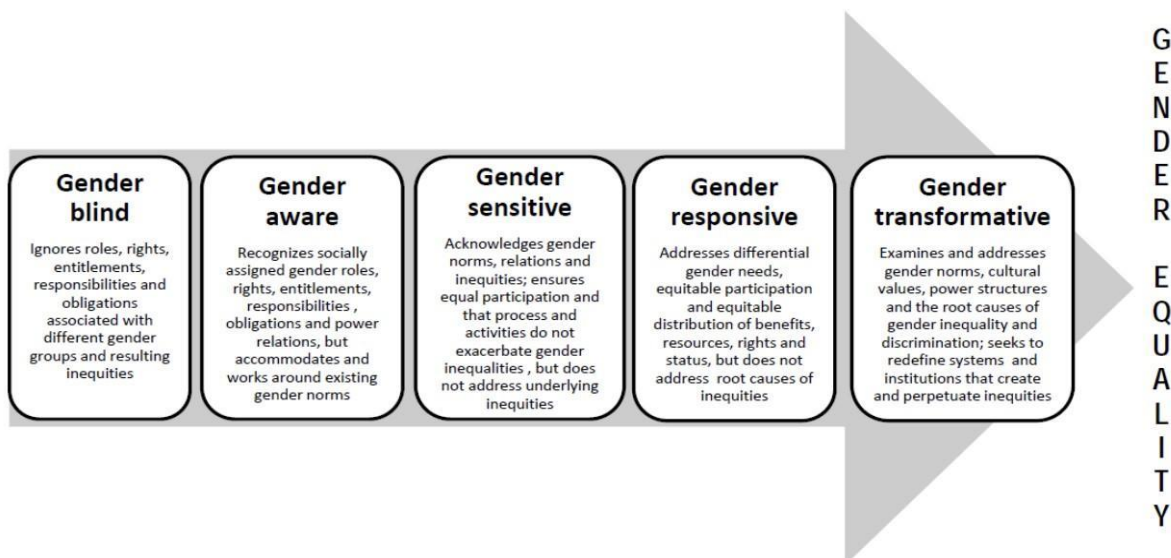 Gender
blind
Ignores roles, rights,
entitlements,
responsibilities and
obligations
associated with
different gender
groups and resulting
inequities
Gender
aware
Recognizes socially
assigned gender roles,
rights, entitlements,
responsibilities ,
obligations and power
relations, but
accommodates and
works around existing
gender norms
Gender
sensitive
Acknowledges gender
norms, relations and
inequities; ensures
equal participation and
that process and
activities do not
exacerbate gender
inequalities , but does
not address underlying
inequities
Gender
responsive
Addresses differential
gender needs,
equitable participation
and equitable
distribution of benefits,
resources, rights and
status, but does not
address root causes of
inequities
Gender
transformative
Examines and addresses
gender norms, cultural
values, power structures
and the root causes of
gender inequality and
discrimination; seeks to
redefine systems and
institutions that create
and perpetuate inequities
GENDER EQUALITY